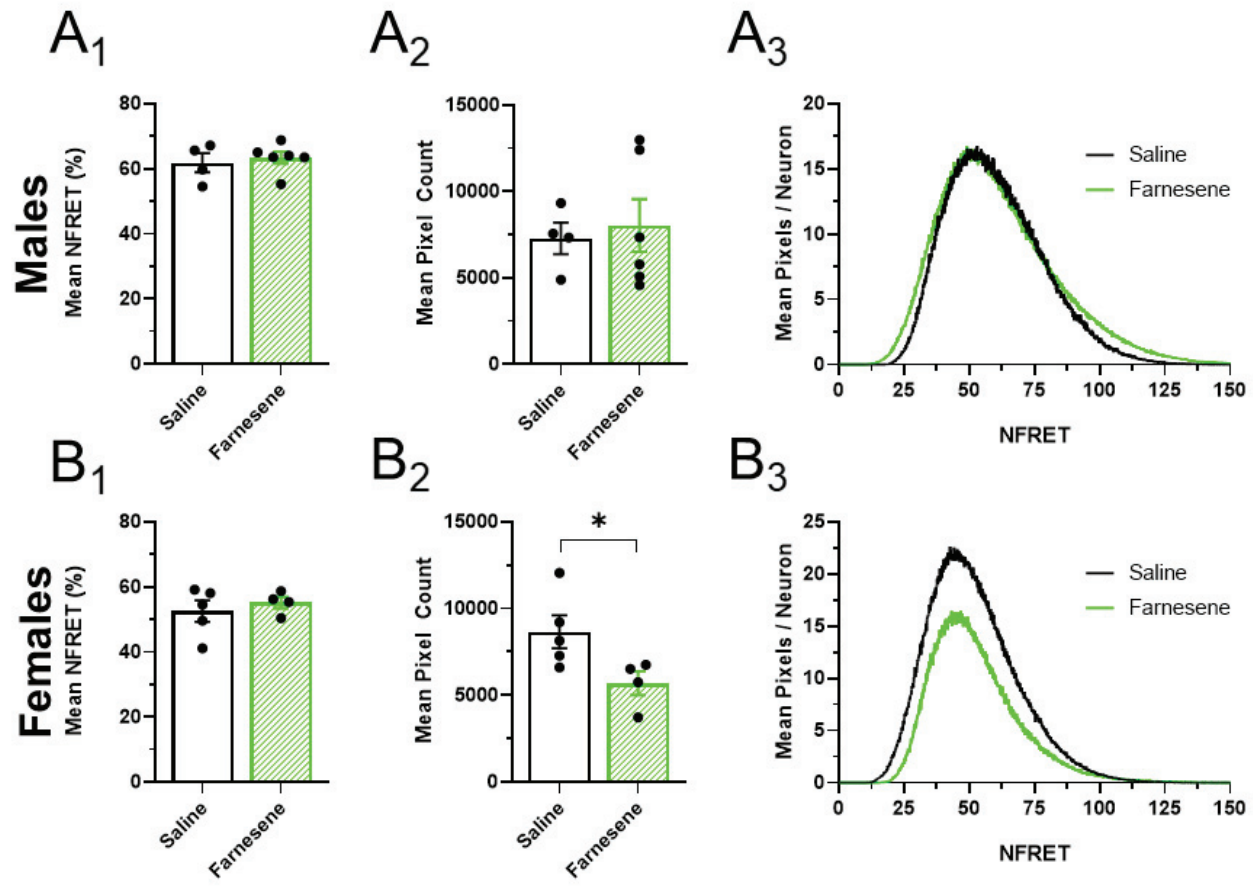 A1
A2
A3
Males
Mean NFRET (%)
80
60
40
20
0
Saline
Farnesene
Mean Pixel Count
15000
10000
5000
0
Saline
Farnesene
Mean Pixels / Neuron
20
15
10
5
0
0 25 50 75 100 125 150
NFRET
Saline
Farnesene
B1
B2
B3
Females
Mean NFRET (%)
80
60
40
20
0
Saline
Farnesene
Mean Pixel Count
15000
10000
5000
0
*
Saline
Farnesene
Mean Pixels / Neuron
25
20
15
10
5
0
0 25 50 75 100 125 150
NFRET
Saline
Farnesene